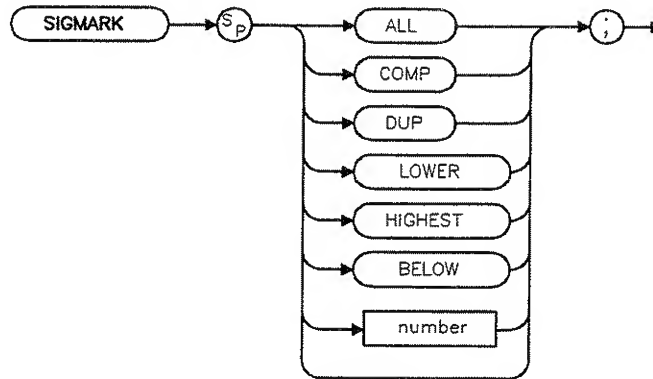 SIGMARK SP ALL ;
COMP
DUP
LOWER
HIGHEST
BELOW
number